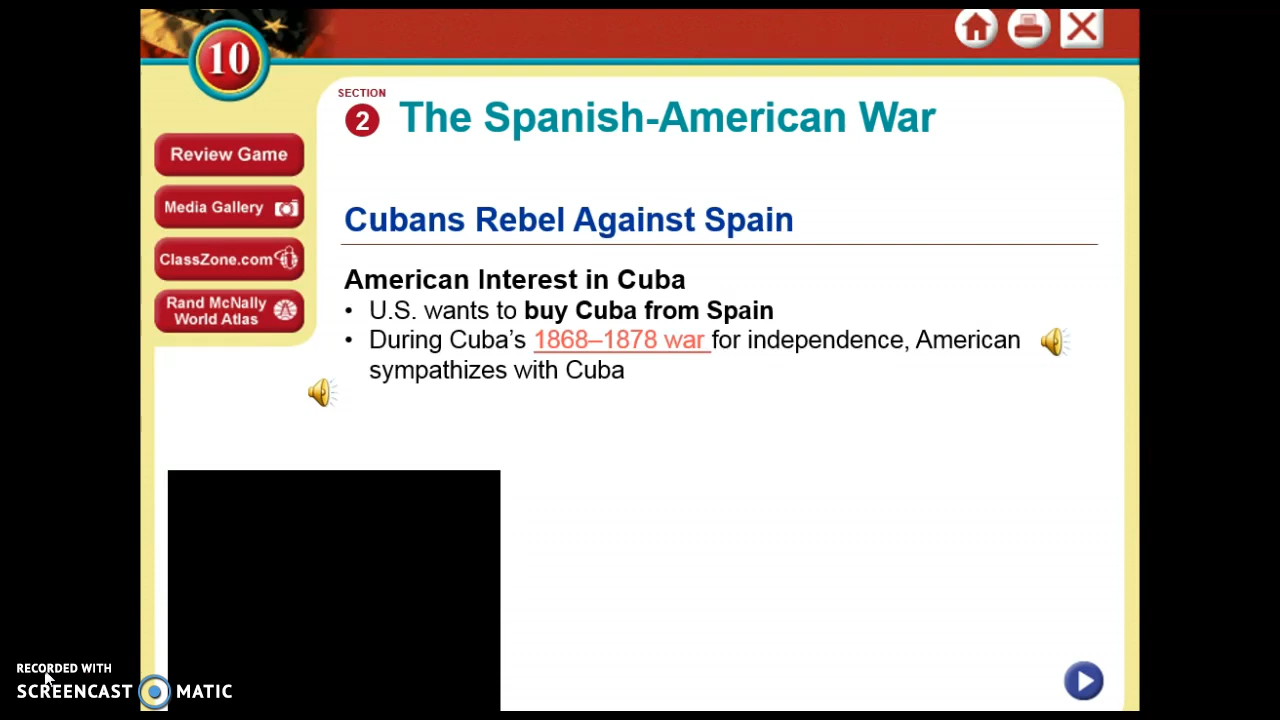 10
SECTION
2
The Spanish-American War
Review Game
Media Gallery
ClassZone.com
Rand McNally
World Atlas
Cubans Rebel Against Spain
American Interest in Cuba
• U.S. wants to buy Cuba from Spain
• During Cuba's 1868–1878 war for independence, American
sympathizes with Cuba
RECORDED WITH
SCREENCAST MATIC